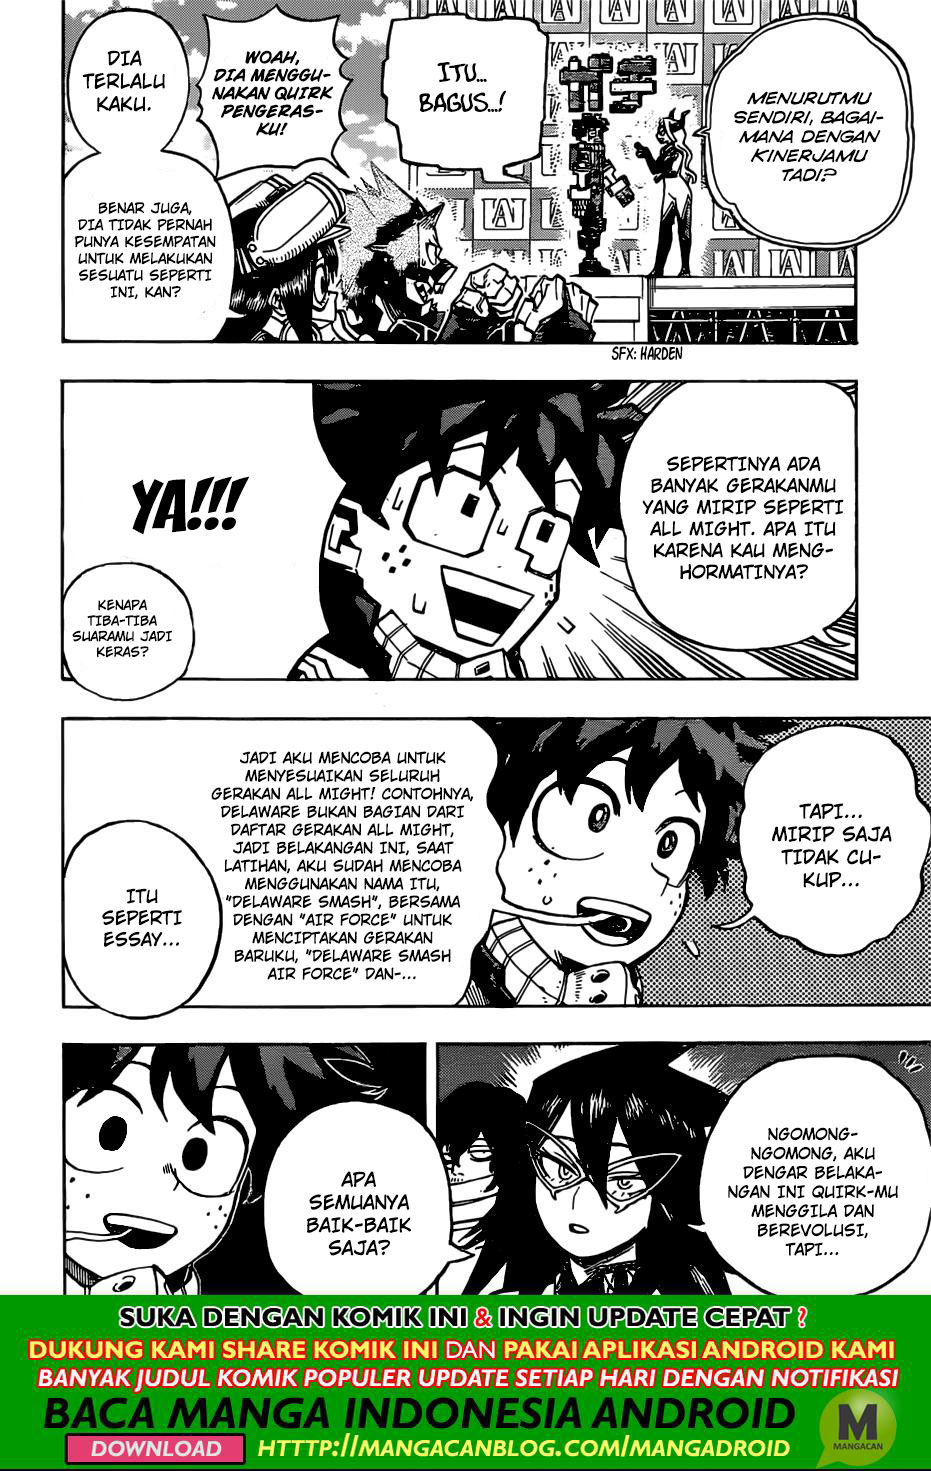 MENURUTMU
SENDIRI, BAGAI-
MANA DENGAN
KINERJAMU
TADI?
ITU...
BAGUS...!
WOAH,
DIA MENGGU-
NAKAN QUIRK
PENGERAS-
KU!
DIA
TERLALU
KAKU.
BENAR JUGA,
DIA TIDAK PERNAH
PUNYA KESEMPATAN
UNTUK MELAKUKAN
SESUATU SEPERTI
INI, KAN?
SFX: HARDEN
SEPERTINYA ADA
BANYAK GERAKANMU
YANG MIRIP SEPERTI
ALL MIGHT. APA ITU
KARENA KAU MENG-
HORMATINYA?
YA!!!
KENAPA
TIBA-TIBA
SUARAMU JADI
KERAS?
TAPI...
MIRIP SAJA
TIDAK CU-
KUP...
JADI AKU MENCOBA UNTUK
MENYESUAIKAN SELURUH
GERAKAN ALL MIGHT! CONTOHNYA,
DELAWARE BUKAN BAGIAN DARI
DAFTAR GERAKAN ALL MIGHT,
JADI BELAKANGAN INI, SAAT
LATIHAN, AKU SUDAH MENCOBA
MENGGUNAKAN NAMA ITU,
"DELAWARE SMASH", BERSAMA
DENGAN "AIR FORCE" UNTUK
MENCIPTAKAN GERAKAN
BARUKU, "DELAWARE SMASH
AIR FORCE" DAN-...
ITU
SEPERTI
ESSAY...
NGOMONG-
NGOMONG, AKU
DENGAR BELAKA-
NGAN INI QUIRK-MU
MENGGILA DAN
BEREVOLUSI,
TAPI...
APA
SEMUANYA
BAIK-BAIK
SAJA?
SUKA DENGAN KOMIK INI & INGIN UPDATE CEPAT ?
DUKUNG KAMI SHARE KOMIK INI DAN PAKAI APLIKASI ANDROID KAMI
BANYAK JUDUL KOMIK POPULER UPDATE SETIAP HARI DENGAN NOTIFIKASI
BACA MANGA INDONESIA ANDROID
DOWNLOAD HTTTP://MANGACANBLOG.COM/MANGADROID
M
MANGACAN